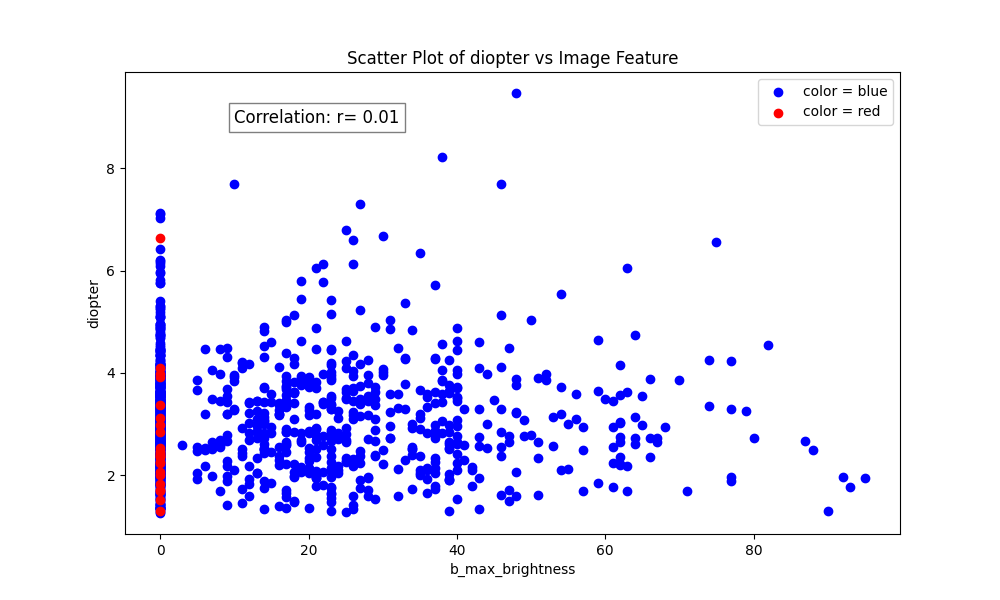 Scatter Plot of diopter vs Image Feature
Correlation: r= 0.01
color = blue
color = red
diopter
8
6
4
2
0
20
40
60
80
b_max_brightness